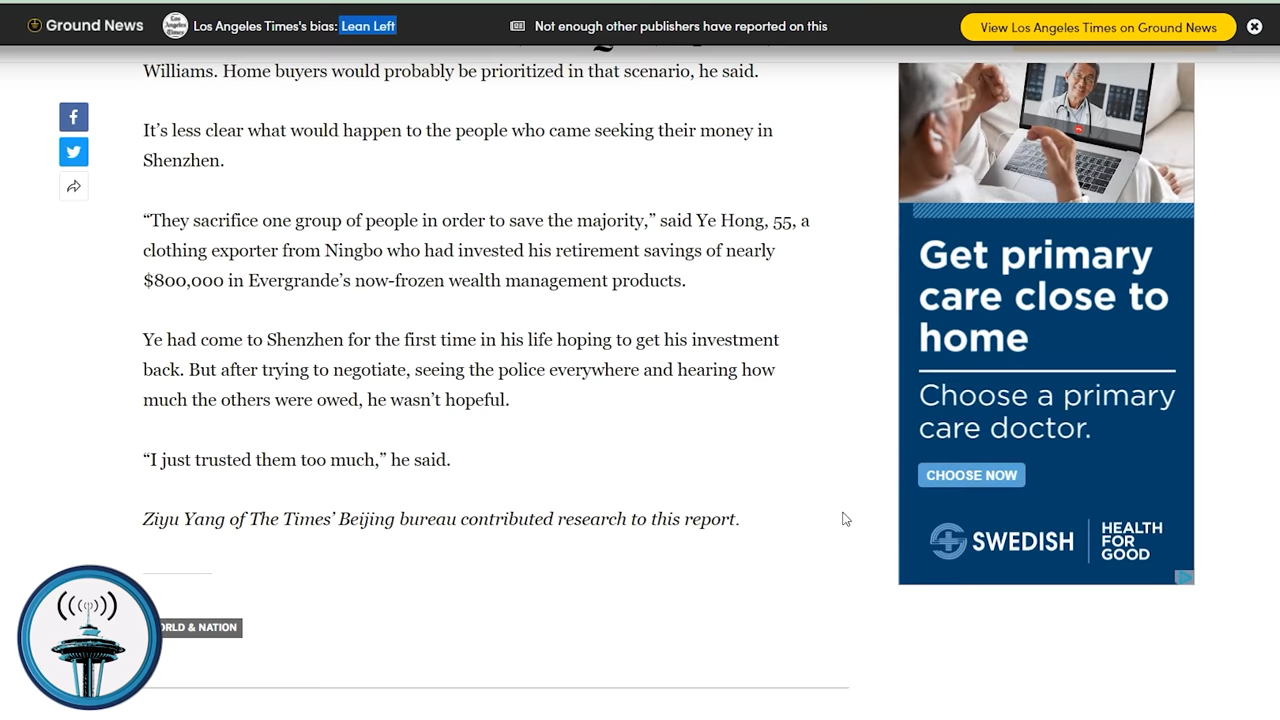 Ground News
Los Angeles Times
Los Angeles Times's bias: Lean Left
Not enough other publishers have reported on this
View Los Angeles Times on Ground News
Williams. Home buyers would probably be prioritized in that scenario, he said.
It’s less clear what would happen to the people who came seeking their money in
Shenzhen.
“They sacrifice one group of people in order to save the majority,” said Ye Hong, 55, a
clothing exporter from Ningbo who had invested his retirement savings of nearly
$800,000 in Evergrande’s now-frozen wealth management products.
Ye had come to Shenzhen for the first time in his life hoping to get his investment
back. But after trying to negotiate, seeing the police everywhere and hearing how
much the others were owed, he wasn’t hopeful.
“I just trusted them too much,” he said.
Ziyu Yang of The Times’ Beijing bureau contributed research to this report.
ORLD & NATION
Get primary
care close to
home
Choose a primary
care doctor.
CHOOSE NOW
SWEDISH
HEALTH
FOR
GOOD